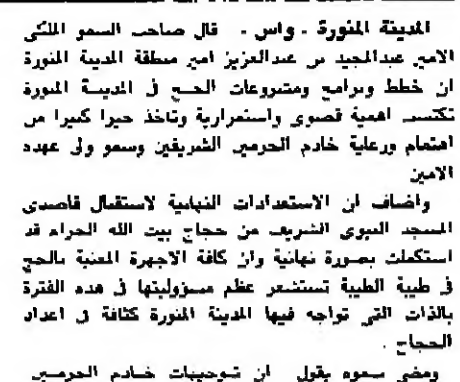 المدينة المنورة - واس - قال صاحب السمو الملكي
الامير عبدالمجيد بن عبدالعزيز امير منطقة المدينة المنورة
ان خطط وبرامج ومشروعات الحج في المدينة المنورة
تكتسب اهمية قصوى واستمرارية وتاخذ حيزا كبيرا من
اهتمام ورعاية خادم الحرمين الشريفين وسمو ولي عهده
الامين
واضاف ان الاستعدادات النهائية لاستقبال قاصدى
المسجد النبوى الشريف من حجاج بيت الله الحرام قد
استكملت بصورة نهائية وان كافة الاجهزة المعنية بالحج
في طيبة الطيبة تستشعر عظم مسؤوليتها في هذه الفترة
بالذات التي تواجه فيها المدينة المنورة كثافة في اعداد
الحجاج .
ومضى سموه يقول ان توجيهات خادم الحرمين